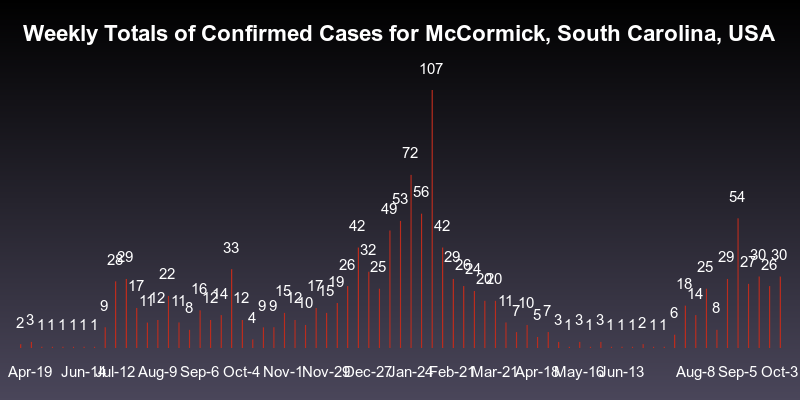 Weekly Totals of Confirmed Cases for McCormick, South Carolina, USA
2 3 1 1 1 1 1 1 9 28 29 17 11 12 22 11 8 16 12 14 33 12 4 9 9 15 12 10 17 15 19 26 42 32 25 49 53 72 56 107 42 29 26 24 20 20 11 7 10 5 7 3 1 3 1 3 1 1 1 2 1 1 6 18 14 25 8 29 54 27 30 26 30
Apr-19 Jun-14 Jul-12 Aug-9 Sep-6 Oct-4 Nov-1 Nov-29 Dec-27 Jan-24 Feb-21 Mar-21 Apr-18 May-16 Jun-13 Aug-8 Sep-5 Oct-3